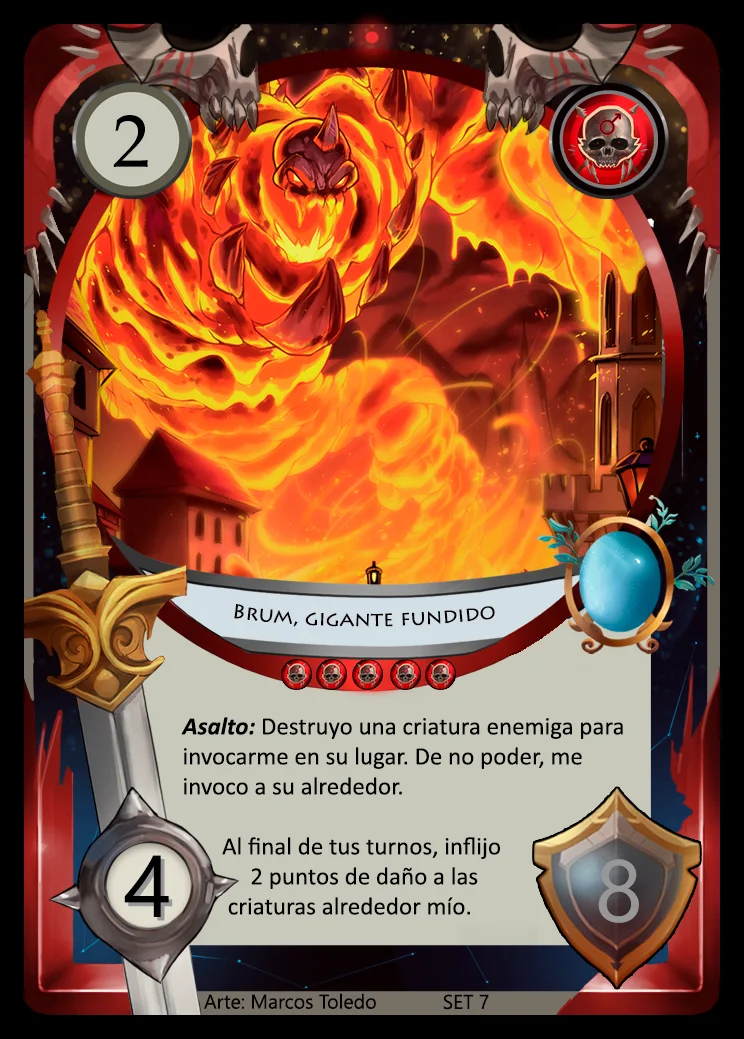 2
BRUM, GIGANTE FUNDIDO
Asalto: Destruyo una criatura enemiga para
invocarme en su lugar. De no poder, me
invoco a su alrededor.
Al final de tus turnos, inflijo
2 puntos de daño a las
criaturas alrededor mío.
4
8
Arte: Marcos Toledo SET 7